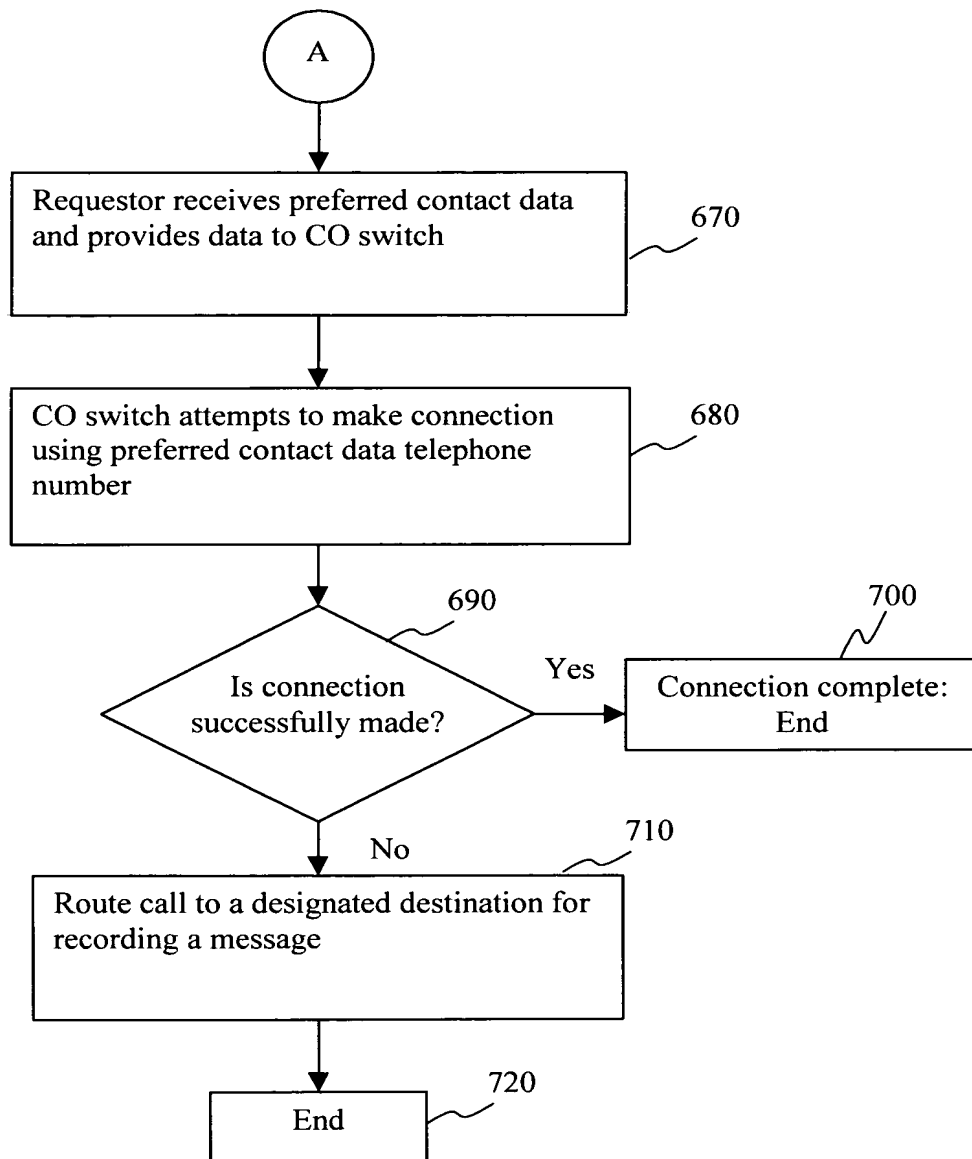 A
Requestor receives preferred contact data
and provides data to CO switch
670
CO switch attempts to make connection
using preferred contact data telephone
number
680
690
Is connection
successfully made?
Yes
700
Connection complete:
End
No
710
Route call to a designated destination for
recording a message
720
End